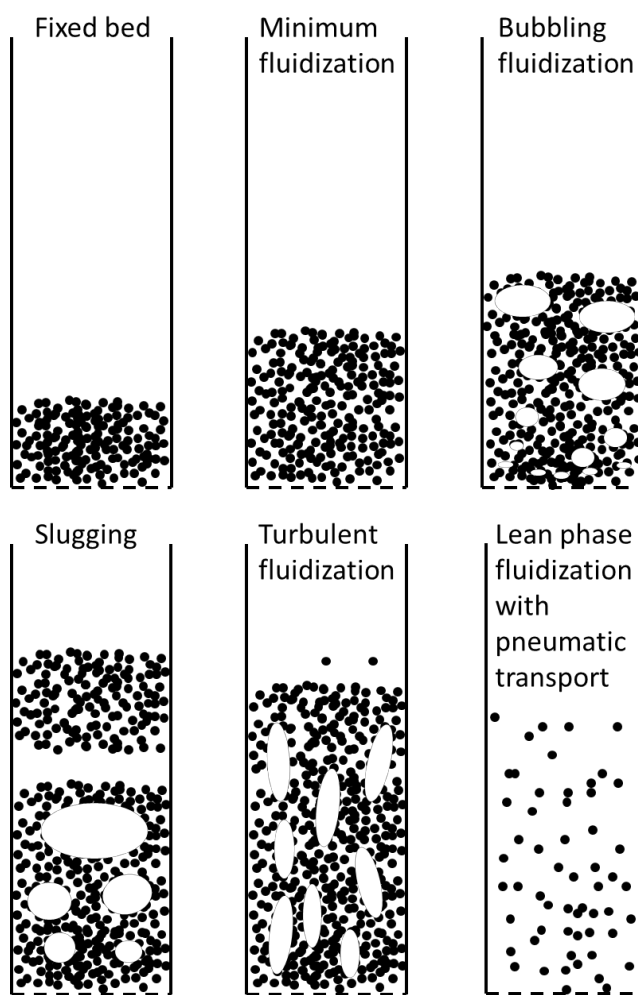 Fixed bed
Minimum
fluidization
Bubbling
fluidization
Slugging
Turbulent
fluidization
Lean phase
fluidization
with
pneumatic
transport